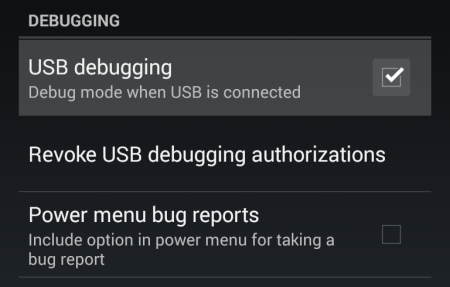 DEBUGGING
USB debugging
Debug mode when USB is connected
Revoke USB debugging authorizations
Power menu bug reports
Include option in power menu for taking a
bug report